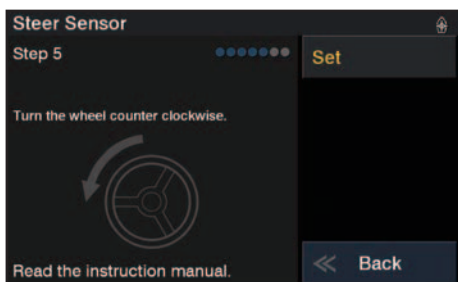 Steer Sensor
Step 5
Set
Turn the wheel counter clockwise.
Read the instruction manual.
Back